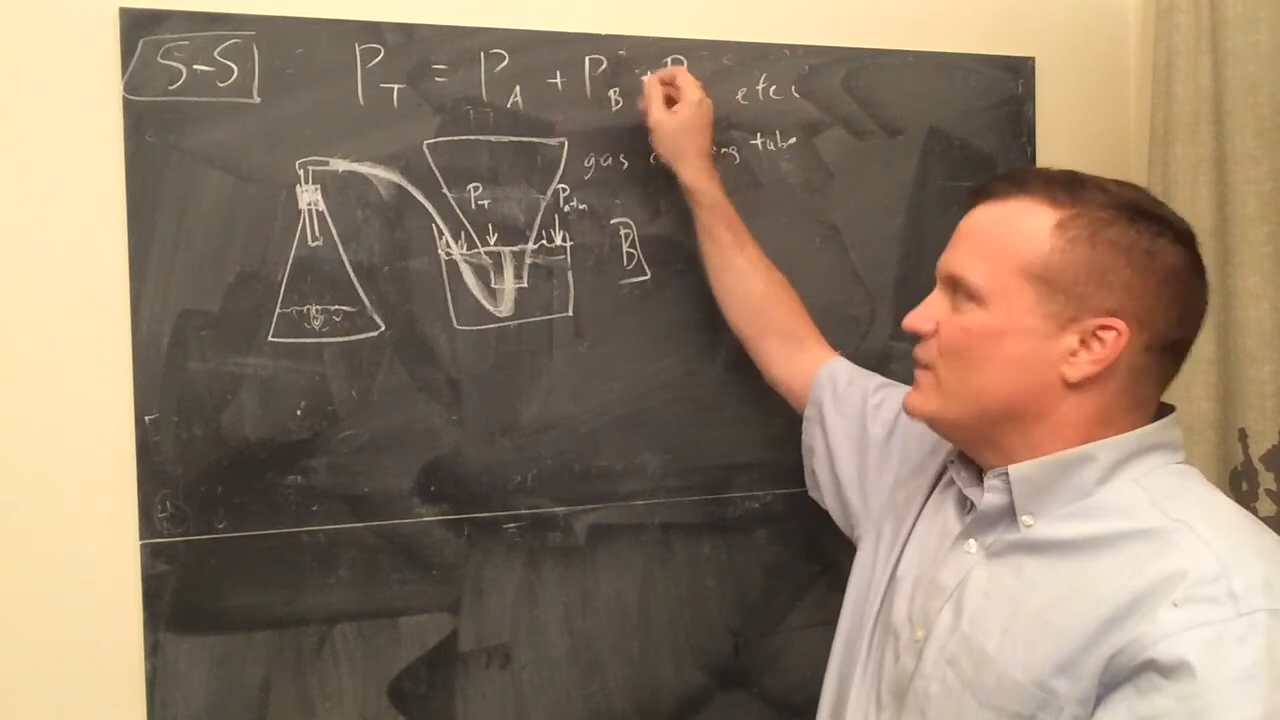 S-S
P_T = P_A + P_B + P etc
gas tube
P_T P_atm
B